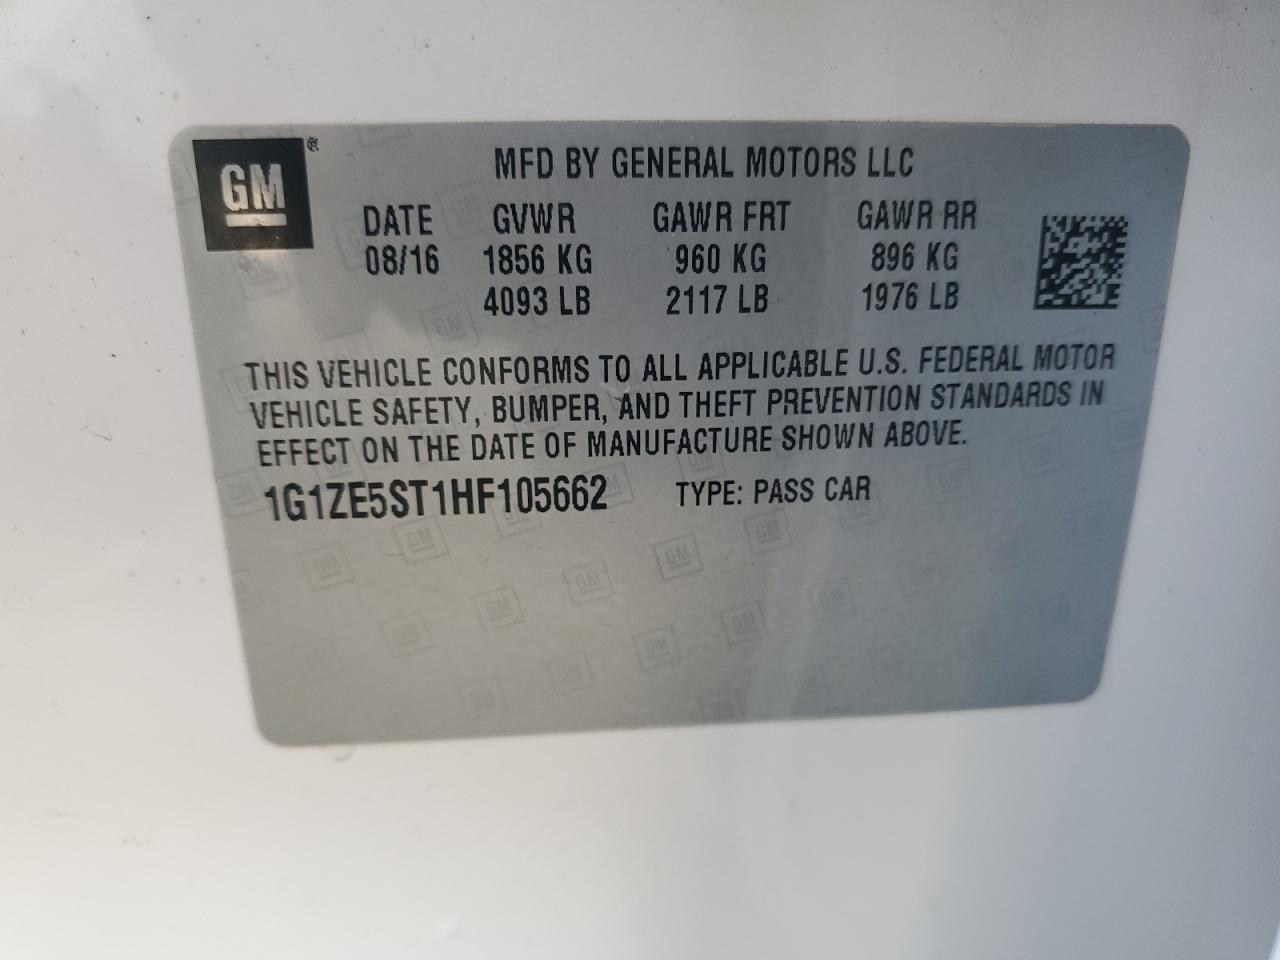 GM®
MFD BY GENERAL MOTORS LLC
DATE GVWR GAWR FRT GAWR RR
08/16 1856 KG 960 KG 896 KG
4093 LB 2117 LB 1976 LB
THIS VEHICLE CONFORMS TO ALL APPLICABLE U.S. FEDERAL MOTOR
VEHICLE SAFETY, BUMPER, AND THEFT PREVENTION STANDARDS IN
EFFECT ON THE DATE OF MANUFACTURE SHOWN ABOVE.
1G1ZE5ST1HF105662 TYPE: PASS CAR